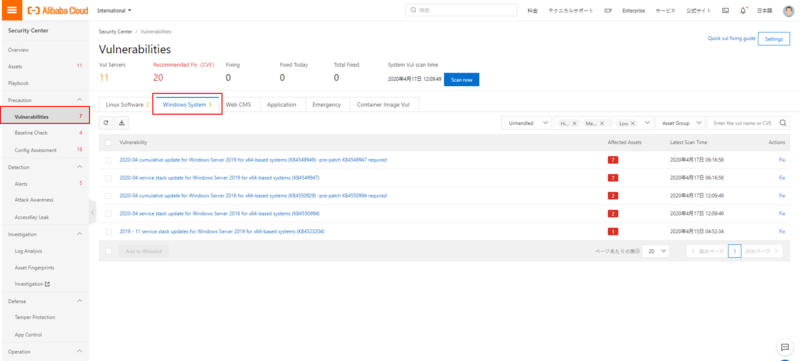 Alibaba Cloud
International
検索
料金
テクニカルサポート
ICP
Enterprise
サービス
公式サイト
日本語
Security Center
Overview
Assets 11
Playbook
Precaution
Vulnerabilities 7
Baseline Check 4
Config Assessment 18
Detection
Alerts 5
Attack Awareness
AccessKey Leak
Investigation
Log Analysis
Asset Fingerprints
Investigation
Defense
Tamper Protection
App Control
Operation
Security Center / Vulnerabilities
Vulnerabilities
Quick vul fixing guide
Settings
Vul Servers
11
Recommended Fix (CVE)
20
Fixing
0
Fixed Today
0
Total Fixed
0
System Vul scan time
2020年4月17日 12:09:49
Scan now
Linux Software 2
Windows System 5
Web CMS
Application
Emergency
Container Image Vul
Unhandled
Hi...
Me...
Low
Asset Group
Enter the vul name or CVE
Vulnerability Affected Assets Latest Scan Time Actions
2020-04 cumulative update for Windows Server 2019 for x64-based systems (KB4549949) -pre-patch KB4549947 required 7 2020年4月17日 06:16:58 Fix
2020-04 service stack update for Windows Server 2019 for x64-based systems (KB4549947) 7 2020年4月17日 06:16:58 Fix
2020-04 cumulative update for Windows Server 2016 for x64-based systems (KB4550929) -pre-patch KB4550994 required 2 2020年4月17日 12:09:49 Fix
2020-04 service stack update for Windows Server 2016 for x64-based systems (KB4550994) 2 2020年4月17日 12:09:49 Fix
2019 - 11 service stack updates for Windows Server 2019 for x64-based systems (KB4523204) 1 2020年4月13日 04:52:34 Fix
Add to Whitelist
ページあたりの表示 20
前のページ 1 次のページ